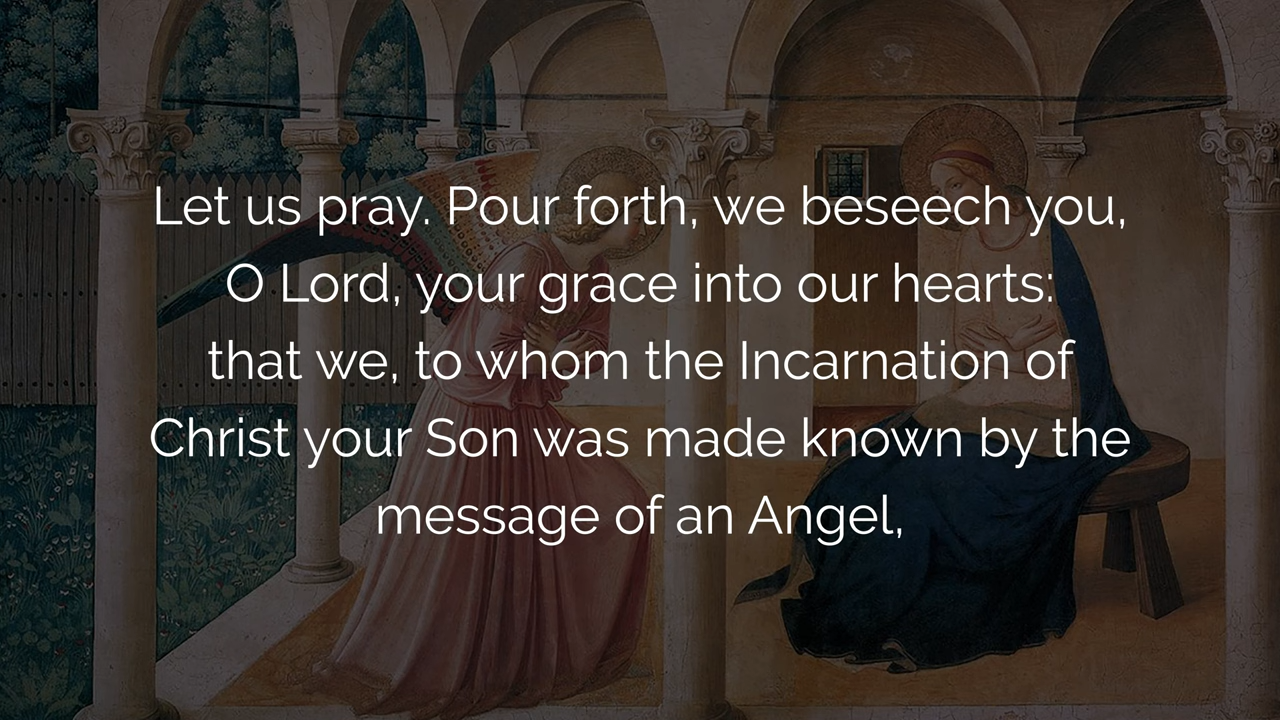 Let us pray. Pour forth, we beseech you,
O Lord, your grace into our hearts:
that we, to whom the Incarnation of
Christ your Son was made known by the
message of an Angel,